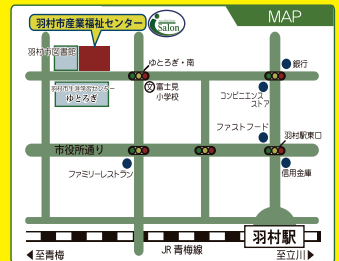 羽村市産業福祉センター
iサロン
Salon
MAP
羽村市図書館
ゆとろぎ・南
銀行
羽村市生涯学習センター
ゆとろぎ
文
富士見
小学校
コンビニエンス
ストア
ファストフード
羽村駅東口
市役所通り
ファミリーレストラン
信用金庫
羽村駅
至青梅
JR 青梅線
至立川